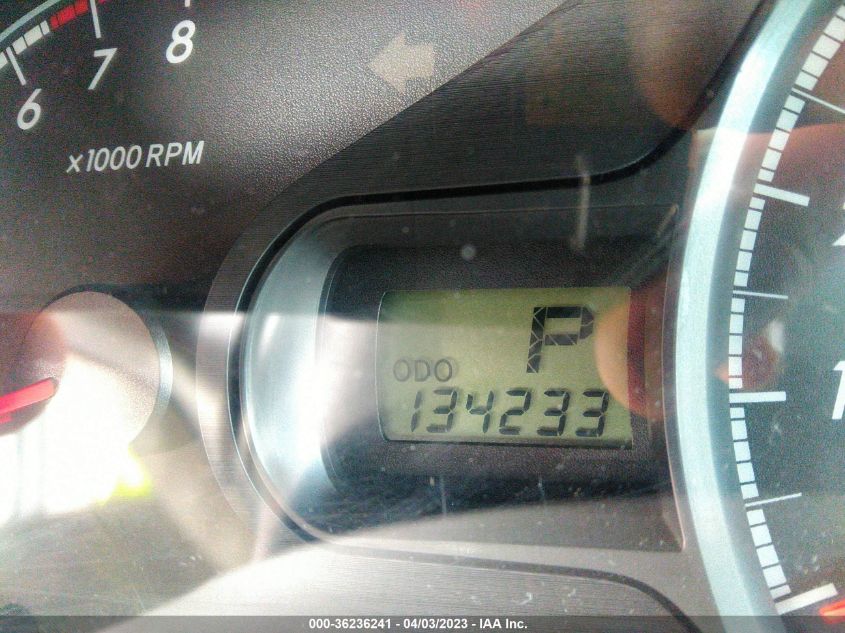 6 7 8
x1000 RPM
P
ODO
134233
000-36236241 - 04/03/2023 - IAA Inc.